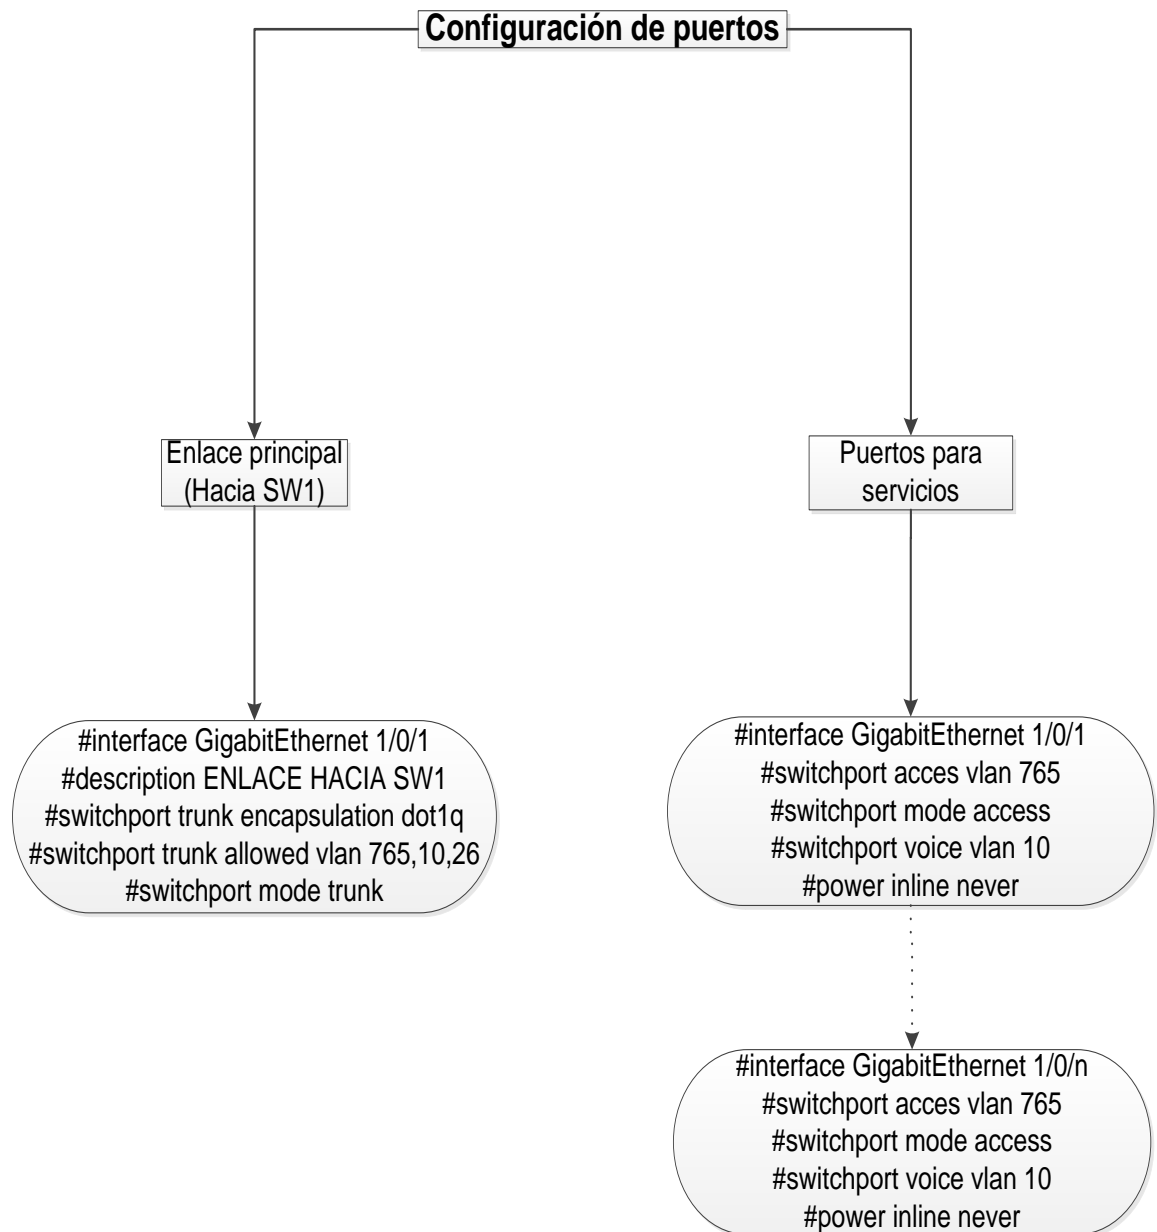 Configuración de puertos
Enlace principal
(Hacia SW1)
#interface GigabitEthernet 1/0/1
#description ENLACE HACIA SW1
#switchport trunk encapsulation dot1q
#switchport trunk allowed vlan 765,10,26
#switchport mode trunk
Puertos para
servicios
#interface GigabitEthernet 1/0/1
#switchport acces vlan 765
#switchport mode access
#switchport voice vlan 10
#power inline never
#interface GigabitEthernet 1/0/n
#switchport acces vlan 765
#switchport mode access
#switchport voice vlan 10
#power inline never